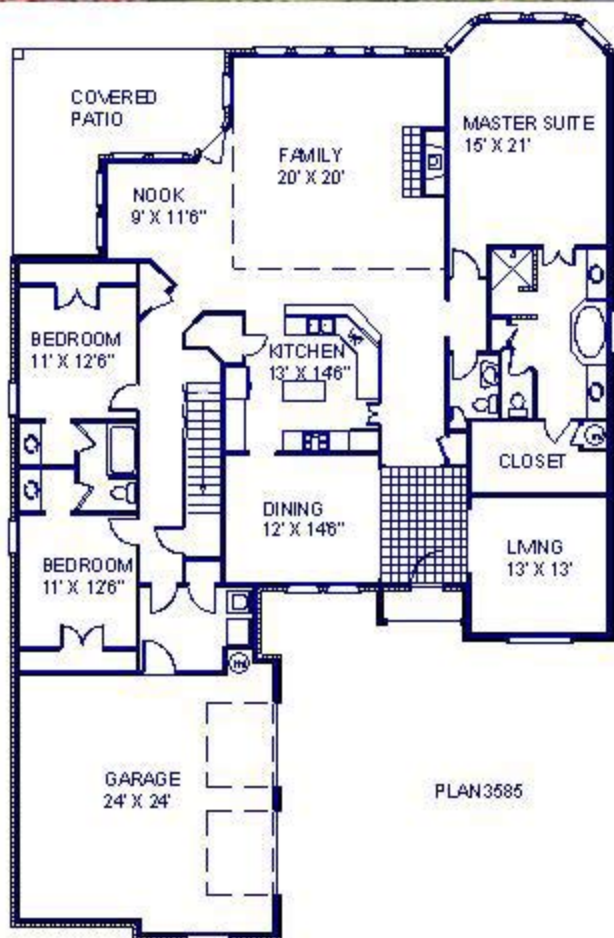 COVERED
PATIO
MASTER SUITE
15' X 21'
FAMILY
20' X 20'
NOOK
9' X 11'6"
BEDROOM
11' X 12'6"
KITCHEN
13' X 14'6"
CLOSET
DINING
12' X 14'6"
LIVING
13' X 13'
BEDROOM
11' X 12'6"
GARAGE
24' X 24'
PLAN 3585